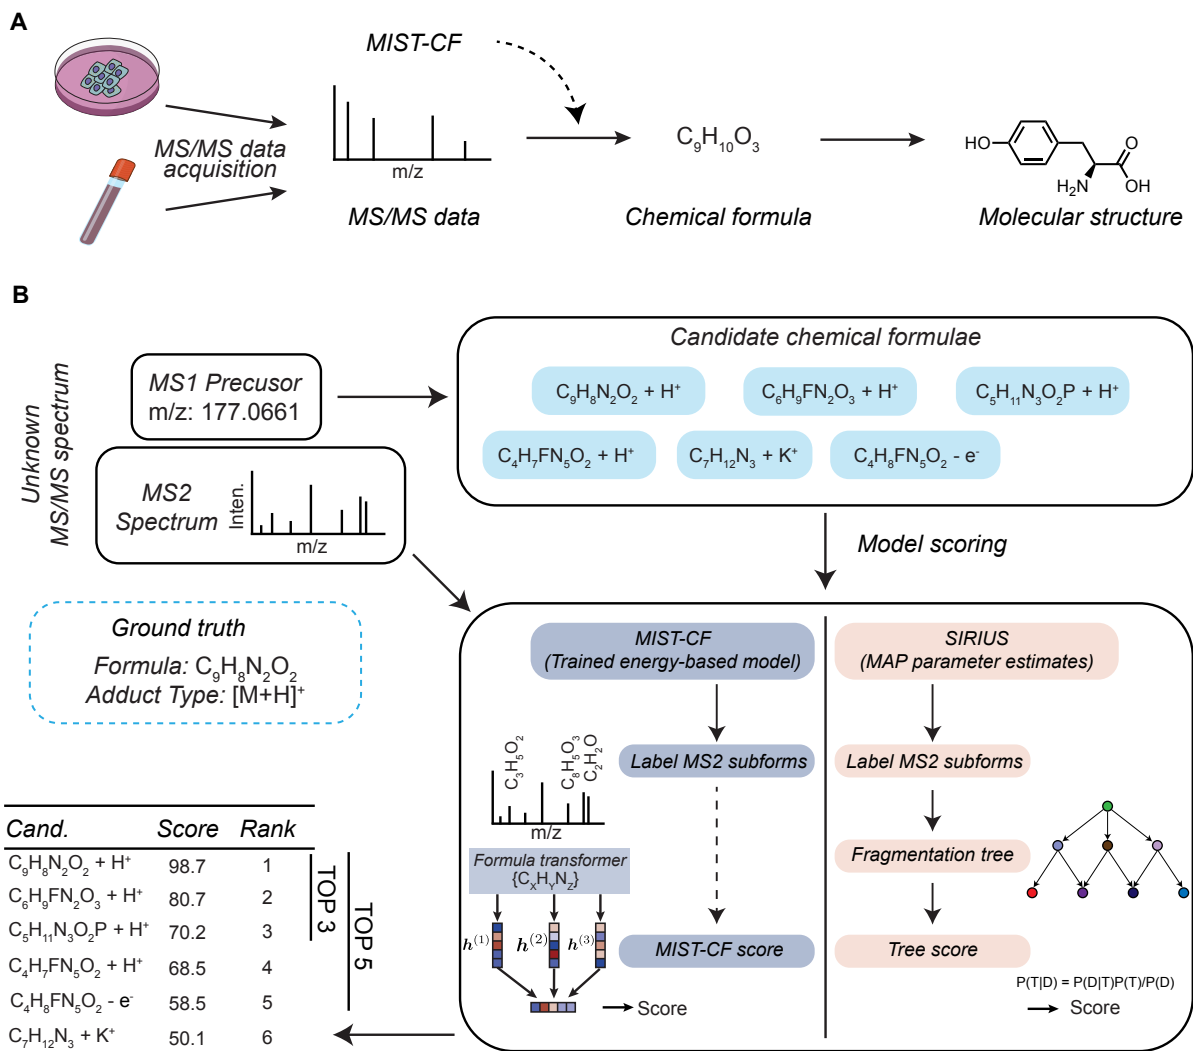 A
MIST-CF
MS/MS data
acquisition
m/z
MS/MS data
C₉H₁₀O₃
Chemical formula
HO
O
H₂N
OH
Molecular structure
B
Unknown
MS/MS spectrum
MS1 Precusor
m/z: 177.0661
MS2
Spectrum
Inten.
m/z
Candidate chemical formulae
C₉H₈N₂O₂ + H⁺
C₆H₉FN₂O₃ + H⁺
C₅H₁₁N₃O₂P + H⁺
C₄H₇FN₅O₂ + H⁺
C₇H₁₂N₃ + K⁺
C₄H₈FN₅O₂ - e⁻
Model scoring
Ground truth
Formula: C₉H₈N₂O₂
Adduct Type: [M+H]⁺
MIST-CF
(Trained energy-based model)
Label MS2 subforms
MIST-CF score
C₃H₅O₂
C₈H₅O₃
C₂H₂O
m/z
Formula transformer
{CₓHᵧN_Z}
h⁽¹⁾
h⁽²⁾
h⁽³⁾
Score
SIRIUS
(MAP parameter estimates)
Label MS2 subforms
Fragmentation tree
Tree score
P(T|D) = P(D|T)P(T)/P(D)
Score
Cand. Score Rank
C₉H₈N₂O₂ + H⁺ 98.7 1
C₆H₉FN₂O₃ + H⁺ 80.7 2
C₅H₁₁N₃O₂P + H⁺ 70.2 3
C₄H₇FN₅O₂ + H⁺ 68.5 4
C₄H₈FN₅O₂ - e⁻ 58.5 5
C₇H₁₂N₃ + K⁺ 50.1 6
TOP 3
TOP 5